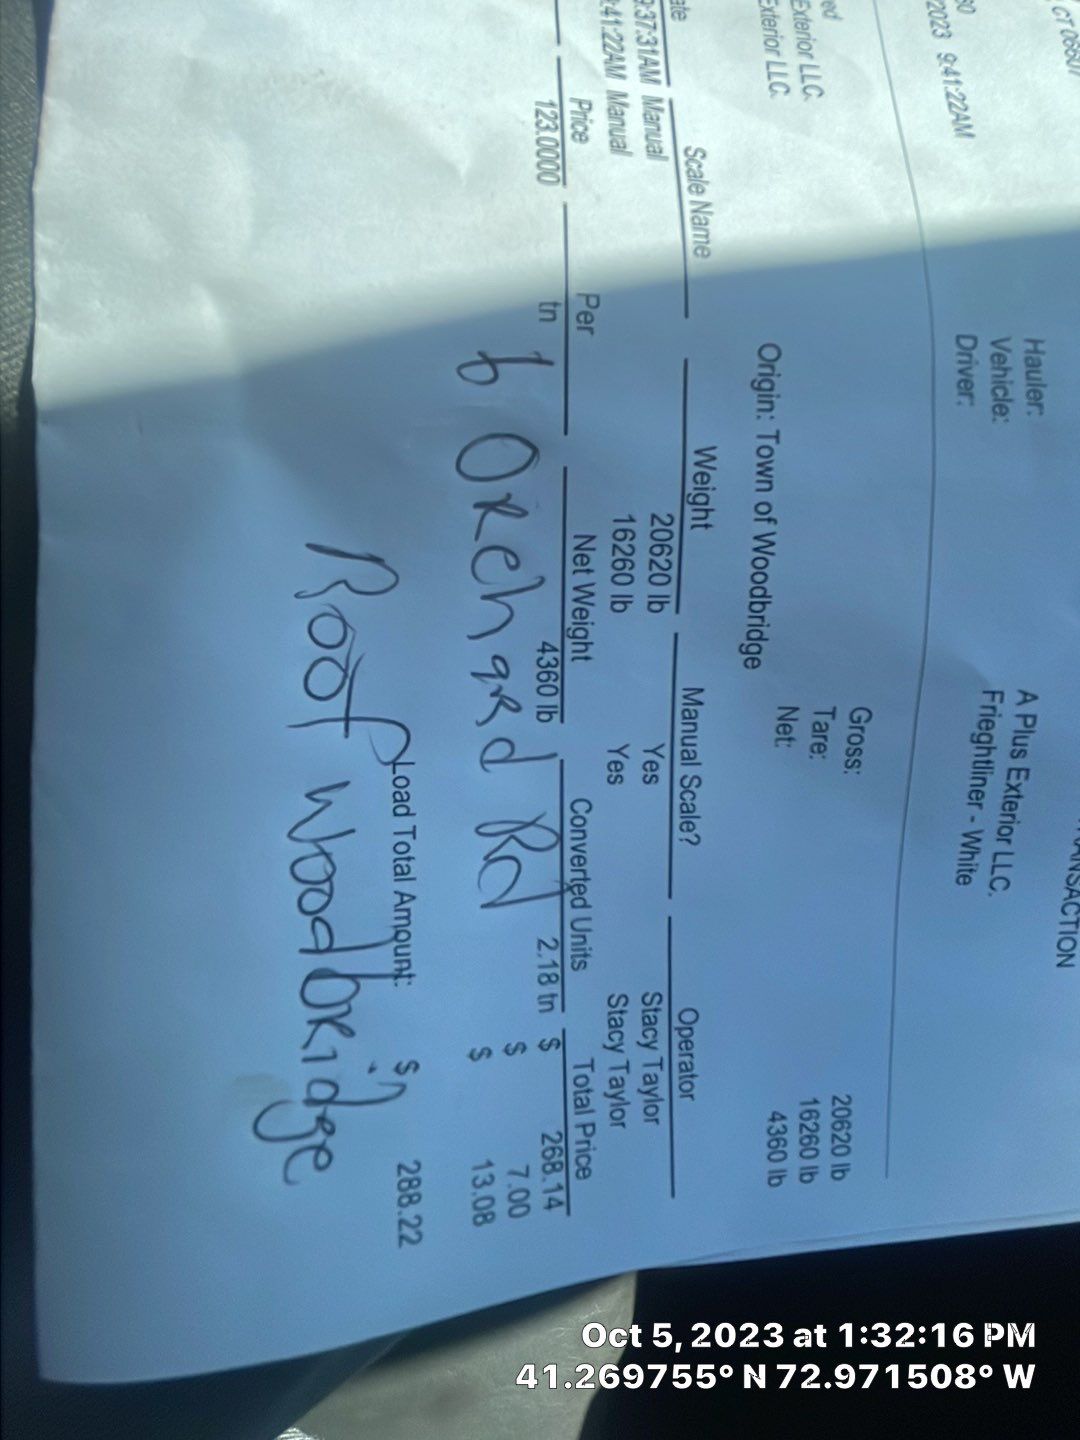 CT 06607
2023 9:41:22AM
TRANSACTION
Hauler: A Plus Exterior LLC.
Vehicle: Frieghtliner - White
Driver:
Exterior LLC. Gross: 20620 lb
Exterior LLC. Tare: 16260 lb
Net: 4360 lb
Origin: Town of Woodbridge
Scale Name Weight Manual Scale? Operator
9:37:31AM Manual 20620 lb Yes Stacy Taylor
9:41:22AM Manual 16260 lb Yes Stacy Taylor
Price Per Net Weight Converted Units Total Price
123.0000 tn 4360 lb 2.18 tn $ 268.14
$ 7.00
$ 13.08
6 Orchard Rd
Load Total Amount: $ 288.22
Roof Woodbridge
Oct 5, 2023 at 1:32:16 PM
41.269755° N 72.971508° W